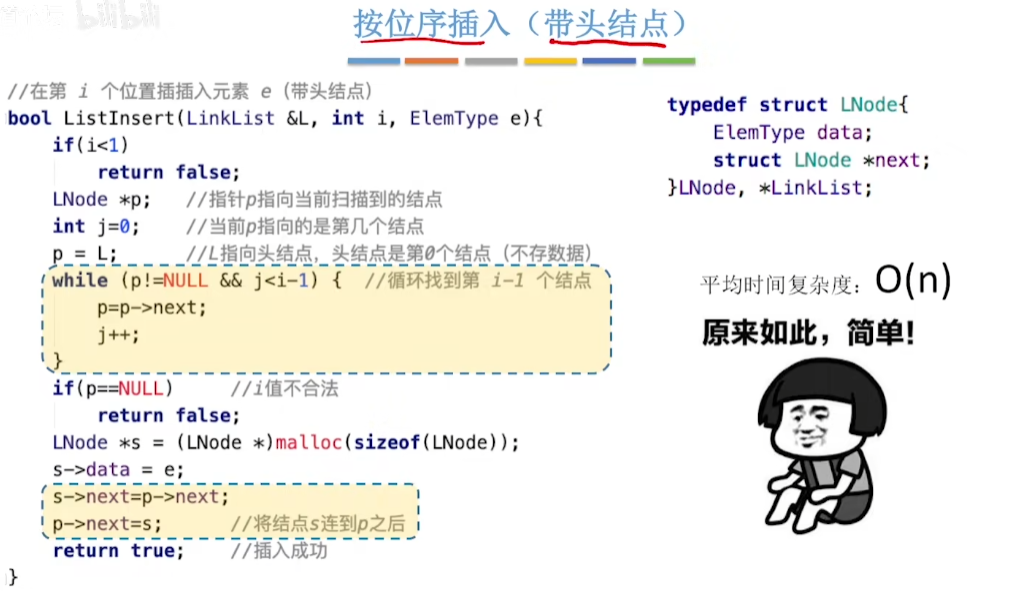 bilibili
按位序插入（带头结点）
//在第 i 个位置插插入元素 e（带头结点）
bool ListInsert(LinkList &L, int i, ElemType e){
if(i<1)
return false;
LNode *p; //指针p指向当前扫描到的结点
int j=0; //当前p指向的是第几个结点
p = L; //L指向头结点，头结点是第0个结点（不存数据）
while (p!=NULL && j<i-1) { //循环找到第 i-1 个结点
p=p->next;
j++;
}
if(p==NULL) //i值不合法
return false;
LNode *s = (LNode *)malloc(sizeof(LNode));
s->data = e;
s->next=p->next;
p->next=s; //将结点s连到p之后
return true; //插入成功
}
typedef struct LNode{
ElemType data;
struct LNode *next;
}LNode, *LinkList;
平均时间复杂度：O(n)
原来如此，简单！